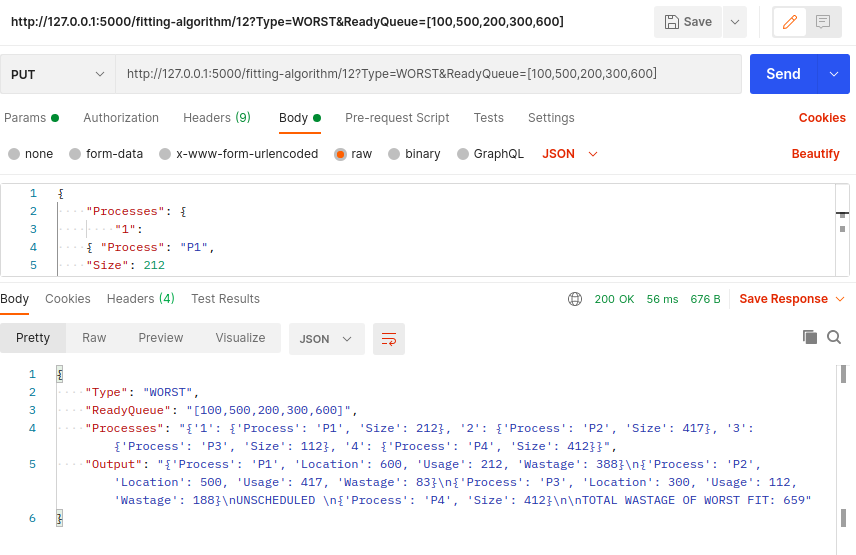 http://127.0.0.1:5000/fitting-algorithm/12?Type=WORST&ReadyQueue=[100,500,200,300,600]
Save
PUT
http://127.0.0.1:5000/fitting-algorithm/12?Type=WORST&ReadyQueue=[100,500,200,300,600]
Send
Params
Authorization
Headers (9)
Body
Pre-request Script
Tests
Settings
Cookies
none
form-data
x-www-form-urlencoded
raw
binary
GraphQL
JSON
Beautify
1 {
2 "Processes": {
3 "1":
4 { "Process": "P1",
5 "Size": 212
Body
Cookies
Headers (4)
Test Results
200 OK
56 ms
676 B
Save Response
Pretty
Raw
Preview
Visualize
JSON
1 {
2 "Type": "WORST",
3 "ReadyQueue": "[100,500,200,300,600]",
4 "Processes": "{'1': {'Process': 'P1', 'Size': 212}, '2': {'Process': 'P2', 'Size': 417}, '3':
{'Process': 'P3', 'Size': 112}, '4': {'Process': 'P4', 'Size': 412}}",
5 "Output": "{'Process': 'P1', 'Location': 600, 'Usage': 212, 'Wastage': 388}\n{'Process': 'P2',
'Location': 500, 'Usage': 417, 'Wastage': 83}\n{'Process': 'P3', 'Location': 300, 'Usage': 112,
'Wastage': 188}\nUNSCHEDULED \n{'Process': 'P4', 'Size': 412}\n\nTOTAL WASTAGE OF WORST FIT: 659"
6 }